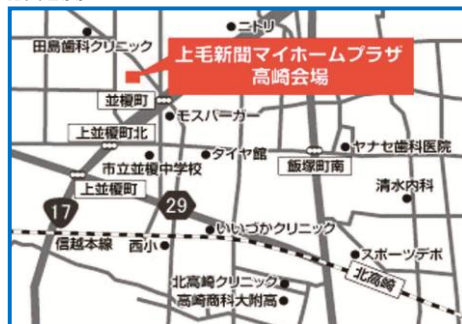 ニトリ
田島歯科クリニック
上毛新聞マイホームプラザ
高崎会場
並榎町
モスバーガー
上並榎町北
タイヤ館
ヤナセ歯科医院
市立並榎中学校
飯塚町南
上並榎町
清水内科
17
29
いいづかクリニック
信越本線
西小
スポーツデポ
北高崎
北高崎クリニック
高崎商科大附高